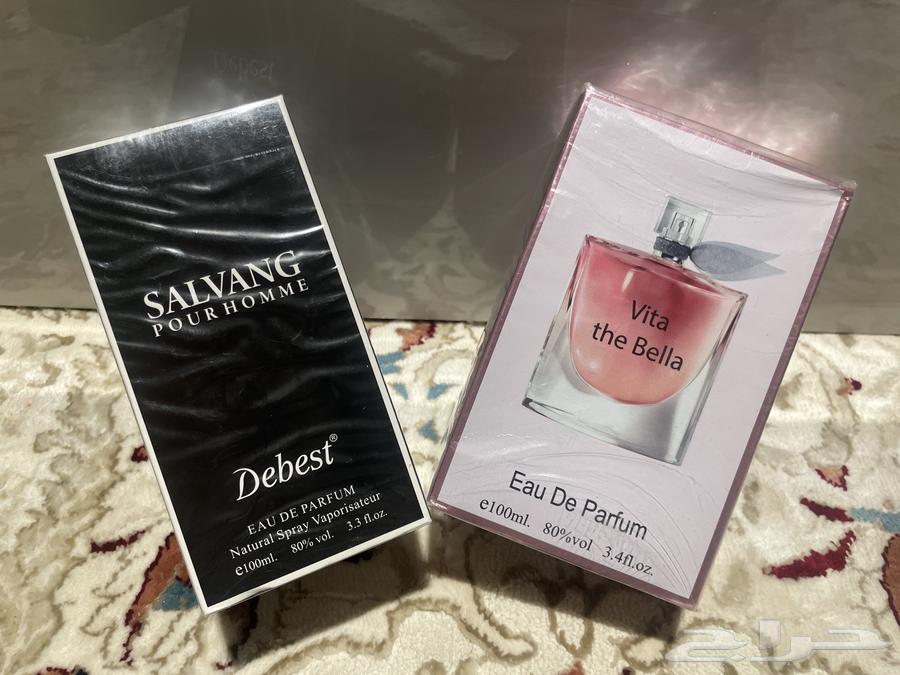 SALVANG
POUR HOMME
Debest®
EAU DE PARFUM
Natural Spray Vaporisateur
e100ml. 80% vol. 3.3 fl.oz.
Vita
the Bella
Eau De Parfum
e100ml. 80%vol 3.4fl.oz.
حراج